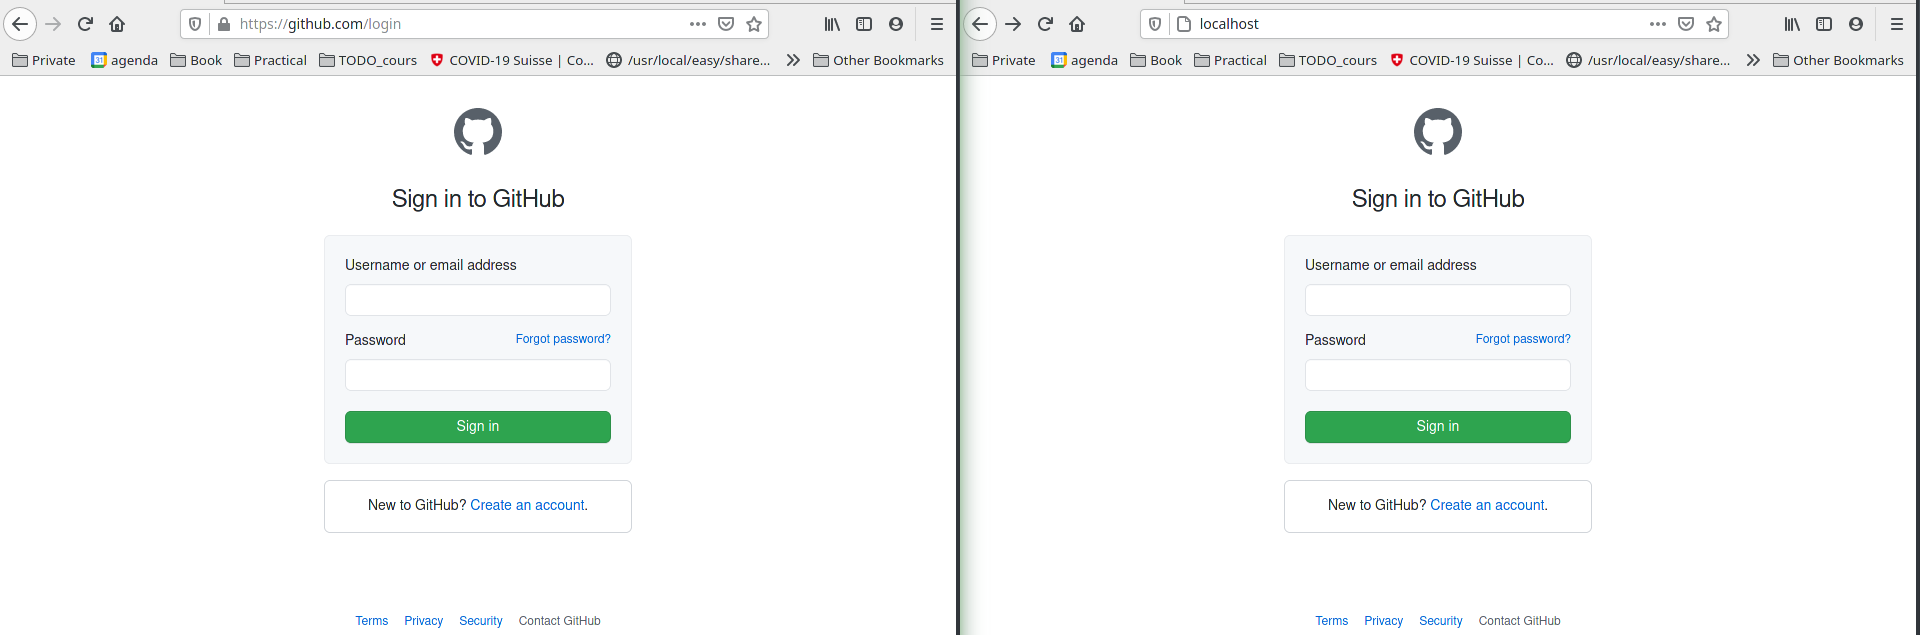 https://github.com/login
Private agenda Book Practical TODO_cours COVID-19 Suisse | Co... /usr/local/easy/share... Other Bookmarks
Sign in to GitHub
Username or email address
Password Forgot password?
Sign in
New to GitHub? Create an account.
Terms Privacy Security Contact GitHub
localhost
Private agenda Book Practical TODO_cours COVID-19 Suisse | Co... /usr/local/easy/share... Other Bookmarks
Sign in to GitHub
Username or email address
Password Forgot password?
Sign in
New to GitHub? Create an account.
Terms Privacy Security Contact GitHub